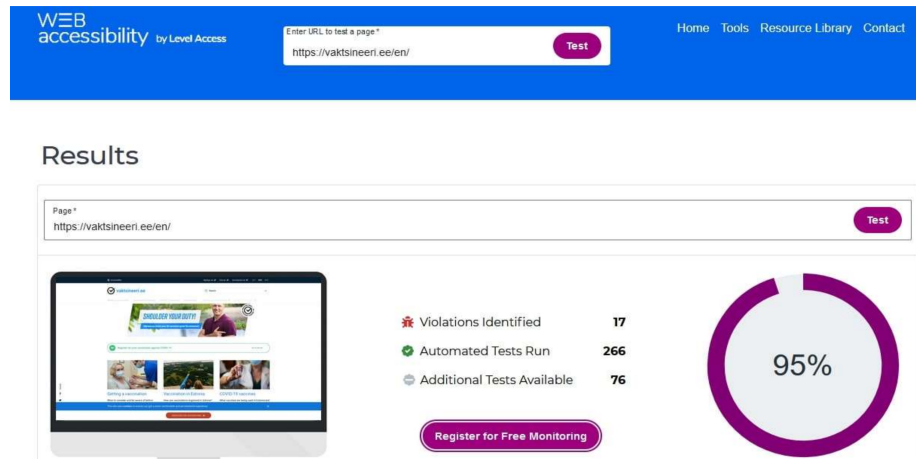 WEB
accessibility by Level Access
Enter URL to test a page*
https://vaktsineeri.ee/en/
Test
Home Tools Resource Library Contact
Results
Page*
https://vaktsineeri.ee/en/
Test
vaktsineeri.ee
SHOULDER YOUR DUTY!
Getting a vaccination
Vaccination in Estonia
COVID-19 vaccines
Violations Identified 17
Automated Tests Run 266
Additional Tests Available 76
95%
Register for Free Monitoring